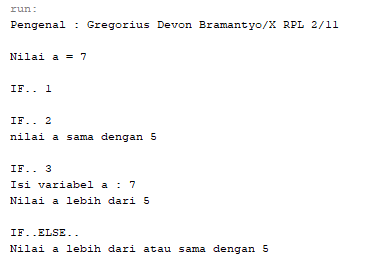 run:
Pengenal : Gregorius Devon Bramantyo/X RPL 2/11
Nilai a = 7
IF.. 1
IF.. 2
nilai a sama dengan 5
IF.. 3
Isi variabel a : 7
Nilai a lebih dari 5
IF..ELSE..
Nilai a lebih dari atau sama dengan 5